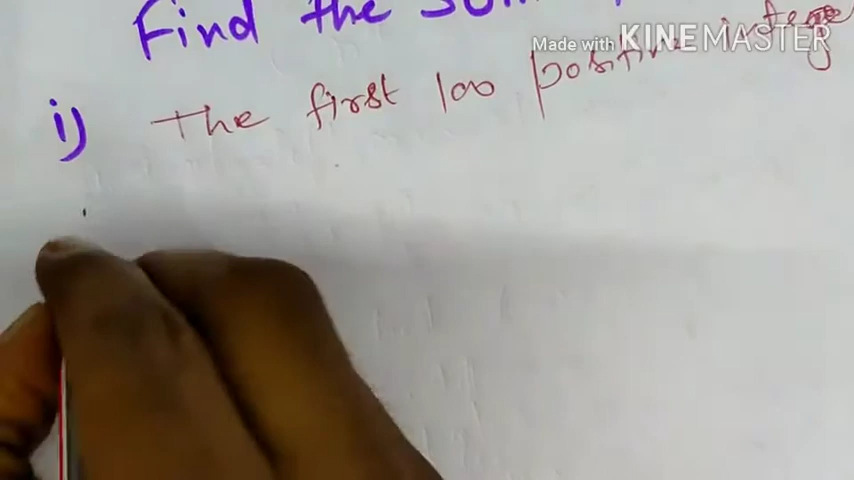 Find the
Made with KINEMASTER
i) The first 100 positive